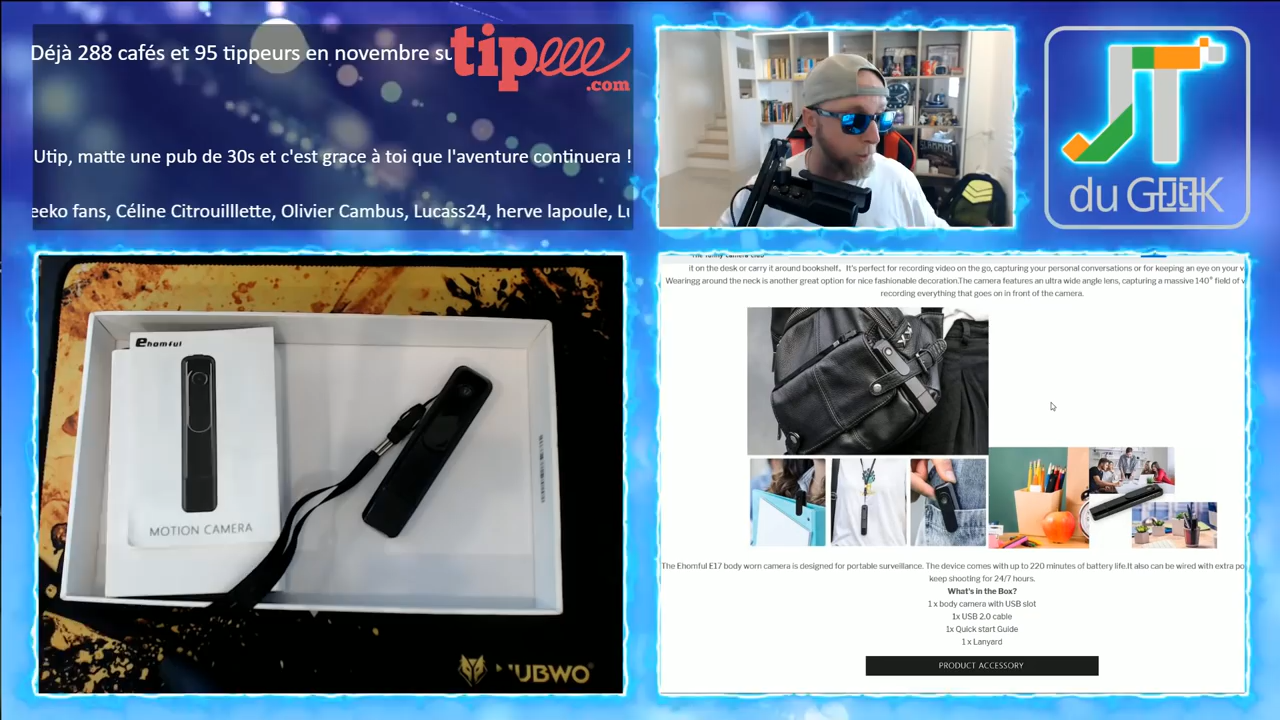 Déjà 288 cafés et 95 tippeurs en novembre su
tipeee
.com
Utip, matte une pub de 30s et c'est grace à toi que l'aventure continuera !
eeko fans, Céline Citrouilllette, Olivier Cambus, Lucass24, herve lapoule, Lu
JT
du GEEK
Ehomful
MOTION CAMERA
NUBWO
it on the desk or carry it around bookshelf，It's perfect for recording video on the go, capturing your personal conversations or for keeping an eye on your v
Wearingg around the neck is another great option for nice fashionable decoration.The camera features an ultra wide angle lens, capturing a massive 140° field of v
recording everything that goes on in front of the camera.
The Ehomful E17 body worn camera is designed for portable surveillance. The device comes with up to 220 minutes of battery life.It also can be wired with extra po
keep shooting for 24/7 hours.
What's in the Box?
1 x body camera with USB slot
1x USB 2.0 cable
1x Quick start Guide
1 x Lanyard
PRODUCT ACCESSORY